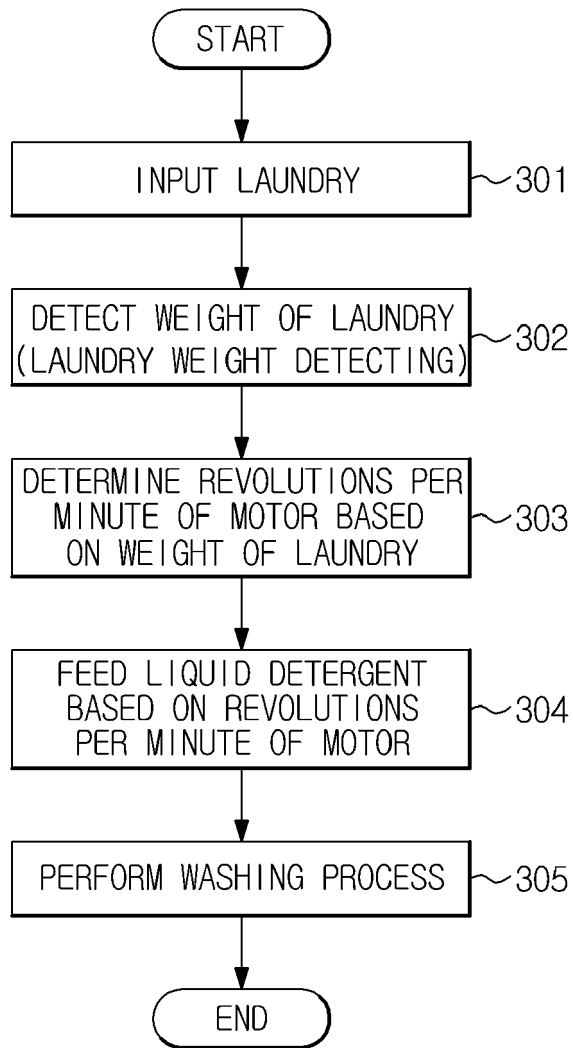 START
INPUT LAUNDRY
301
DETECT WEIGHT OF LAUNDRY
(LAUNDRY WEIGHT DETECTING)
302
DETERMINE REVOLUTIONS PER
MINUTE OF MOTOR BASED
ON WEIGHT OF LAUNDRY
303
FEED LIQUID DETERGENT
BASED ON REVOLUTIONS
PER MINUTE OF MOTOR
304
PERFORM WASHING PROCESS
305
END